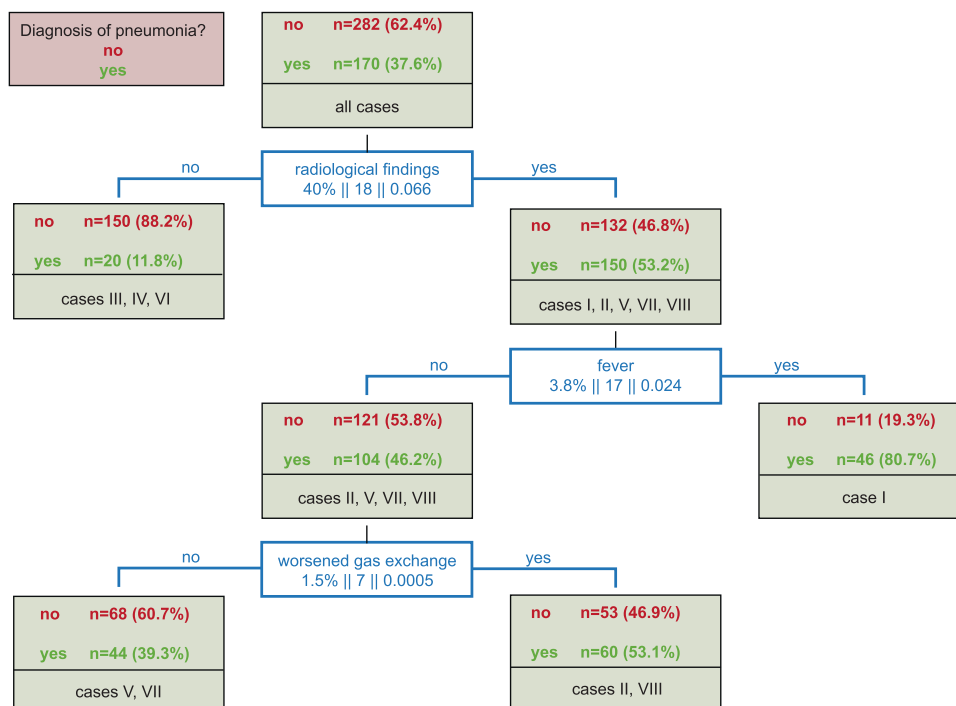 Diagnosis of pneumonia?
no
yes
no n=282 (62.4%)
yes n=170 (37.6%)
all cases
no
radiological findings
40% || 18 || 0.066
yes
no n=150 (88.2%)
yes n=20 (11.8%)
cases III, IV, VI
no n=132 (46.8%)
yes n=150 (53.2%)
cases I, II, V, VII, VIII
no
fever
3.8% || 17 || 0.024
yes
no n=121 (53.8%)
yes n=104 (46.2%)
cases II, V, VII, VIII
no n=11 (19.3%)
yes n=46 (80.7%)
case I
no
worsened gas exchange
1.5% || 7 || 0.0005
yes
no n=68 (60.7%)
yes n=44 (39.3%)
cases V, VII
no n=53 (46.9%)
yes n=60 (53.1%)
cases II, VIII